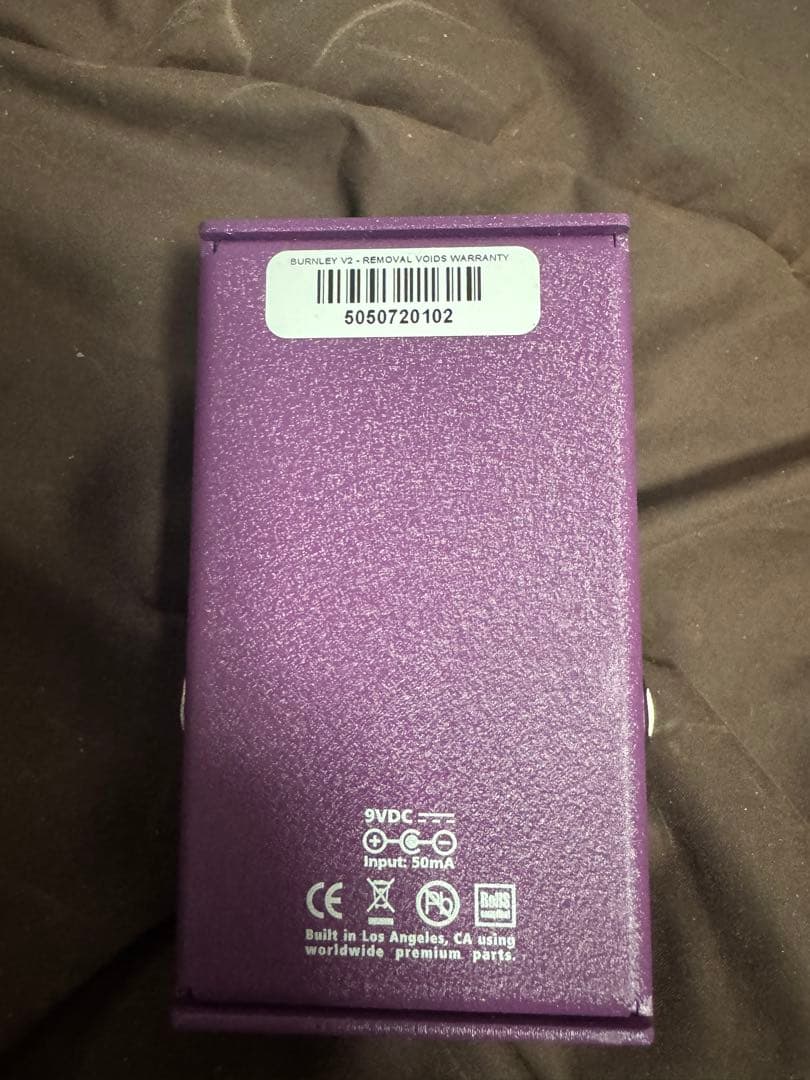 BURNLEY V2 - REMOVAL VOIDS WARRANTY
5050720102
9VDC
Input: 50mA
CE Pb RoHS
compliant
Built in Los Angeles, CA using
worldwide premium parts.